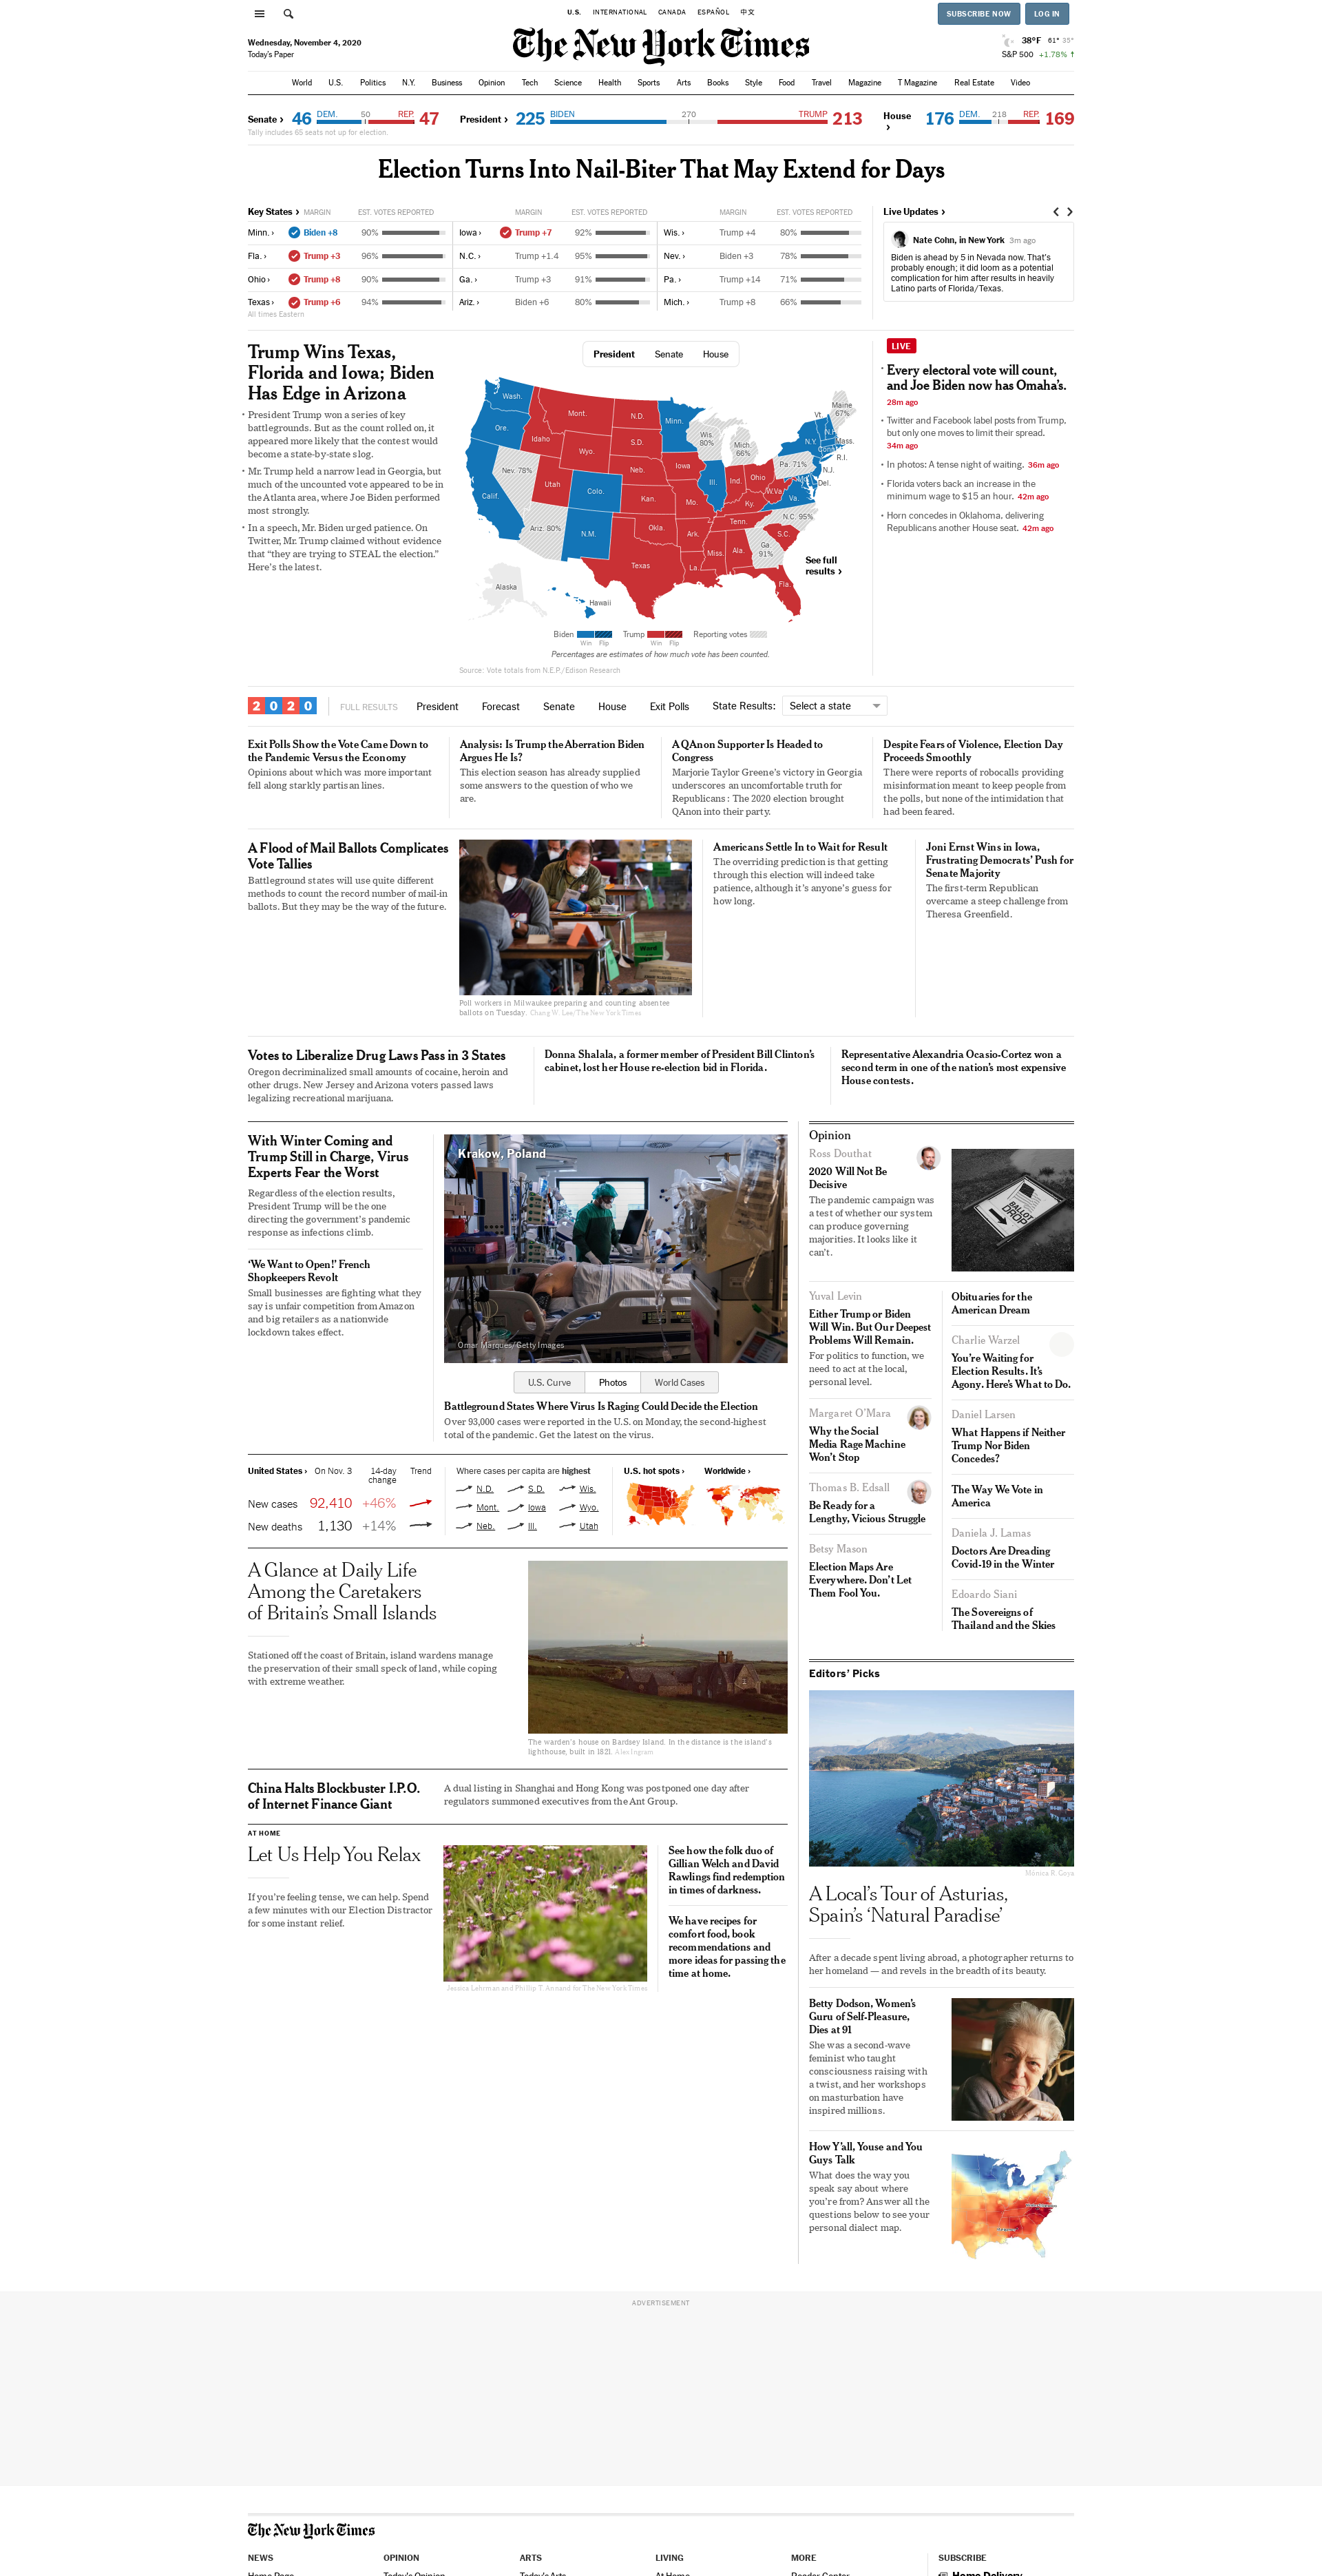 U.S. INTERNATIONAL CANADA ESPAÑOL 中文
SUBSCRIBE NOW LOG IN
Wednesday, November 4, 2020
Today's Paper
The New York Times
38°F 61° 35°
S&P 500 +1.78% ↑
World U.S. Politics N.Y. Business Opinion Tech Science Health Sports Arts Books Style Food Travel Magazine T Magazine Real Estate Video
Senate › 46 DEM. 50 REP. 47
Tally includes 65 seats not up for election.
President › 225 BIDEN 270 TRUMP 213
House › 176 DEM. 218 REP. 169
Election Turns Into Nail-Biter That May Extend for Days
Key States › MARGIN EST. VOTES REPORTED MARGIN EST. VOTES REPORTED MARGIN EST. VOTES REPORTED
Minn. › Biden +8 90% Iowa › Trump +7 92% Wis. › Trump +4 80%
Fla. › Trump +3 96% N.C. › Trump +1.4 95% Nev. › Biden +3 78%
Ohio › Trump +8 90% Ga. › Trump +3 91% Pa. › Trump +14 71%
Texas › Trump +6 94% Ariz. › Biden +6 80% Mich. › Trump +8 66%
All times Eastern
Live Updates ›
Nate Cohn, in New York 3m ago
Biden is ahead by 5 in Nevada now. That's
probably enough; it did loom as a potential
complication for him after results in heavily
Latino parts of Florida/Texas.
Trump Wins Texas,
Florida and Iowa; Biden
Has Edge in Arizona
President Trump won a series of key
battlegrounds. But as the count rolled on, it
appeared more likely that the contest would
become a state-by-state slog.
Mr. Trump held a narrow lead in Georgia, but
much of the uncounted vote appeared to be in
the Atlanta area, where Joe Biden performed
most strongly.
In a speech, Mr. Biden urged patience. On
Twitter, Mr. Trump claimed without evidence
that “they are trying to STEAL the election.”
Here's the latest.
President Senate House
Wash.
Ore.
Calif.
Nev. 78%
Idaho
Mont.
Wyo.
Utah
Ariz. 80%
Colo.
N.M.
N.D.
S.D.
Neb.
Kan.
Okla.
Texas
Minn.
Iowa
Mo.
Ark.
La.
Wis. 80%
Ill.
Mich. 66%
Ind.
Ohio
Ky.
Tenn.
Miss.
Ala.
Ga. 91%
Fla.
S.C.
N.C. 95%
Va.
W.Va.
Pa. 71%
N.Y.
Vt.
N.H.
Maine 67%
Mass.
Conn.
R.I.
N.J.
Del.
Alaska
Hawaii
See full
results ›
Biden Win Flip Trump Win Flip Reporting votes
Percentages are estimates of how much vote has been counted.
Source: Vote totals from N.E.P./Edison Research
LIVE
Every electoral vote will count,
and Joe Biden now has Omaha's.
28m ago
Twitter and Facebook label posts from Trump,
but only one moves to limit their spread.
34m ago
In photos: A tense night of waiting. 36m ago
Florida voters back an increase in the
minimum wage to $15 an hour. 42m ago
Horn concedes in Oklahoma, delivering
Republicans another House seat. 42m ago
2020 FULL RESULTS President Forecast Senate House Exit Polls State Results: Select a state
Exit Polls Show the Vote Came Down to
the Pandemic Versus the Economy
Opinions about which was more important
fell along starkly partisan lines.
Analysis: Is Trump the Aberration Biden
Argues He Is?
This election season has already supplied
some answers to the question of who we
are.
A QAnon Supporter Is Headed to
Congress
Marjorie Taylor Greene's victory in Georgia
underscores an uncomfortable truth for
Republicans: The 2020 election brought
QAnon into their party.
Despite Fears of Violence, Election Day
Proceeds Smoothly
There were reports of robocalls providing
misinformation meant to keep people from
the polls, but none of the intimidation that
had been feared.
A Flood of Mail Ballots Complicates
Vote Tallies
Battleground states will use quite different
methods to count the record number of mail-in
ballots. But they may be the way of the future.
Ward
Poll workers in Milwaukee preparing and counting absentee
ballots on Tuesday. Chang W. Lee/The New York Times
Americans Settle In to Wait for Result
The overriding prediction is that getting
through this election will indeed take
patience, although it's anyone's guess for
how long.
Joni Ernst Wins in Iowa,
Frustrating Democrats' Push for
Senate Majority
The first-term Republican
overcame a steep challenge from
Theresa Greenfield.
Votes to Liberalize Drug Laws Pass in 3 States
Oregon decriminalized small amounts of cocaine, heroin and
other drugs. New Jersey and Arizona voters passed laws
legalizing recreational marijuana.
Donna Shalala, a former member of President Bill Clinton's
cabinet, lost her House re-election bid in Florida.
Representative Alexandria Ocasio-Cortez won a
second term in one of the nation's most expensive
House contests.
With Winter Coming and
Trump Still in Charge, Virus
Experts Fear the Worst
Regardless of the election results,
President Trump will be the one
directing the government's pandemic
response as infections climb.
‘We Want to Open!’ French
Shopkeepers Revolt
Small businesses are fighting what they
say is unfair competition from Amazon
and big retailers as a nationwide
lockdown takes effect.
Krakow, Poland
Omar Marques/Getty Images
U.S. Curve Photos World Cases
Battleground States Where Virus Is Raging Could Decide the Election
Over 93,000 cases were reported in the U.S. on Monday, the second-highest
total of the pandemic. Get the latest on the virus.
United States › On Nov. 3 14-day change Trend
New cases 92,410 +46%
New deaths 1,130 +14%
Where cases per capita are highest
N.D. S.D. Wis.
Mont. Iowa Wyo.
Neb. Ill. Utah
U.S. hot spots › Worldwide ›
A Glance at Daily Life
Among the Caretakers
of Britain's Small Islands
Stationed off the coast of Britain, island wardens manage
the preservation of their small speck of land, while coping
with extreme weather.
The warden's house on Bardsey Island. In the distance is the island's
lighthouse, built in 1821. Alex Ingram
China Halts Blockbuster I.P.O.
of Internet Finance Giant
A dual listing in Shanghai and Hong Kong was postponed one day after
regulators summoned executives from the Ant Group.
AT HOME
Let Us Help You Relax
If you're feeling tense, we can help. Spend
a few minutes with our Election Distractor
for some instant relief.
Jessica Lehrman and Phillip T. Annand for The New York Times
See how the folk duo of
Gillian Welch and David
Rawlings find redemption
in times of darkness.
We have recipes for
comfort food, book
recommendations and
more ideas for passing the
time at home.
Opinion
Ross Douthat
2020 Will Not Be
Decisive
The pandemic campaign was
a test of whether our system
can produce governing
majorities. It looks like it
can't.
BALLOT DROP
Yuval Levin
Either Trump or Biden
Will Win. But Our Deepest
Problems Will Remain.
For politics to function, we
need to act at the local,
personal level.
Margaret O'Mara
Why the Social
Media Rage Machine
Won't Stop
Thomas B. Edsall
Be Ready for a
Lengthy, Vicious Struggle
Betsy Mason
Election Maps Are
Everywhere. Don't Let
Them Fool You.
Obituaries for the
American Dream
Charlie Warzel
You're Waiting for
Election Results. It's
Agony. Here's What to Do.
Daniel Larsen
What Happens if Neither
Trump Nor Biden
Concedes?
The Way We Vote in
America
Daniela J. Lamas
Doctors Are Dreading
Covid-19 in the Winter
Edoardo Siani
The Sovereigns of
Thailand and the Skies
Editors' Picks
Mónica R. Goya
A Local's Tour of Asturias,
Spain's ‘Natural Paradise’
After a decade spent living abroad, a photographer returns to
her homeland — and revels in the breadth of its beauty.
Betty Dodson, Women's
Guru of Self-Pleasure,
Dies at 91
She was a second-wave
feminist who taught
consciousness raising with
a twist, and her workshops
on masturbation have
inspired millions.
How Y'all, Youse and You
Guys Talk
What does the way you
speak say about where
you're from? Answer all the
questions below to see your
personal dialect map.
ADVERTISEMENT
The New York Times
NEWS OPINION ARTS LIVING MORE SUBSCRIBE
Home Page Today's Opinion Today's Arts At Home Reader Center Home Delivery